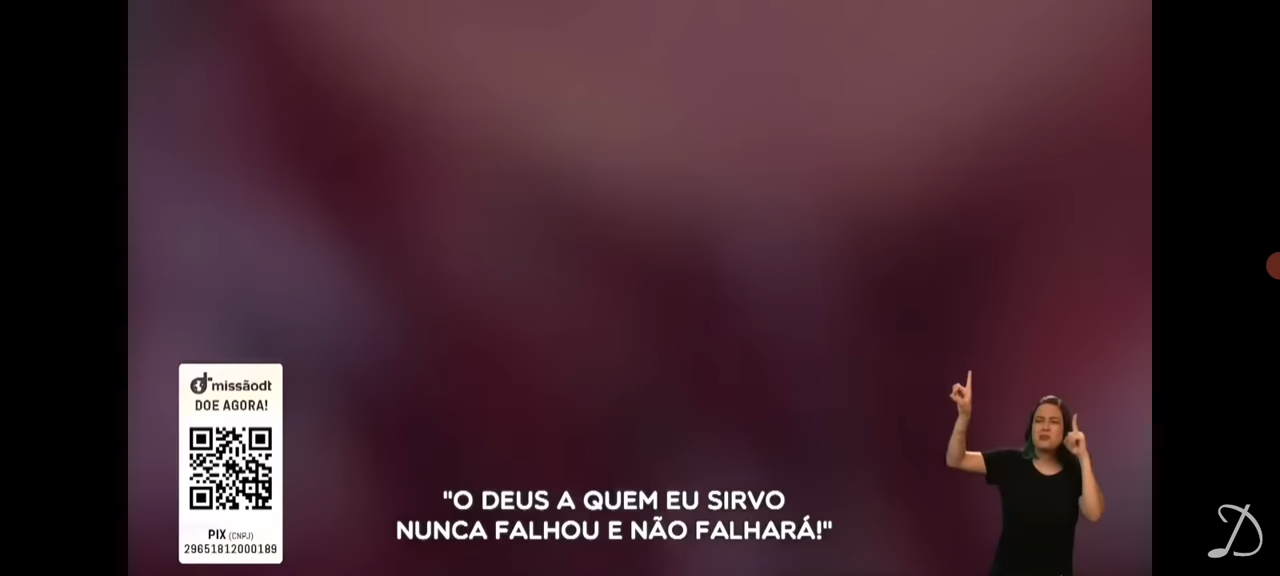 missãodt
DOE AGORA!
PIX (CNPJ)
29651812000189
"O DEUS A QUEM EU SIRVO
NUNCA FALHOU E NÃO FALHARÁ!"
D